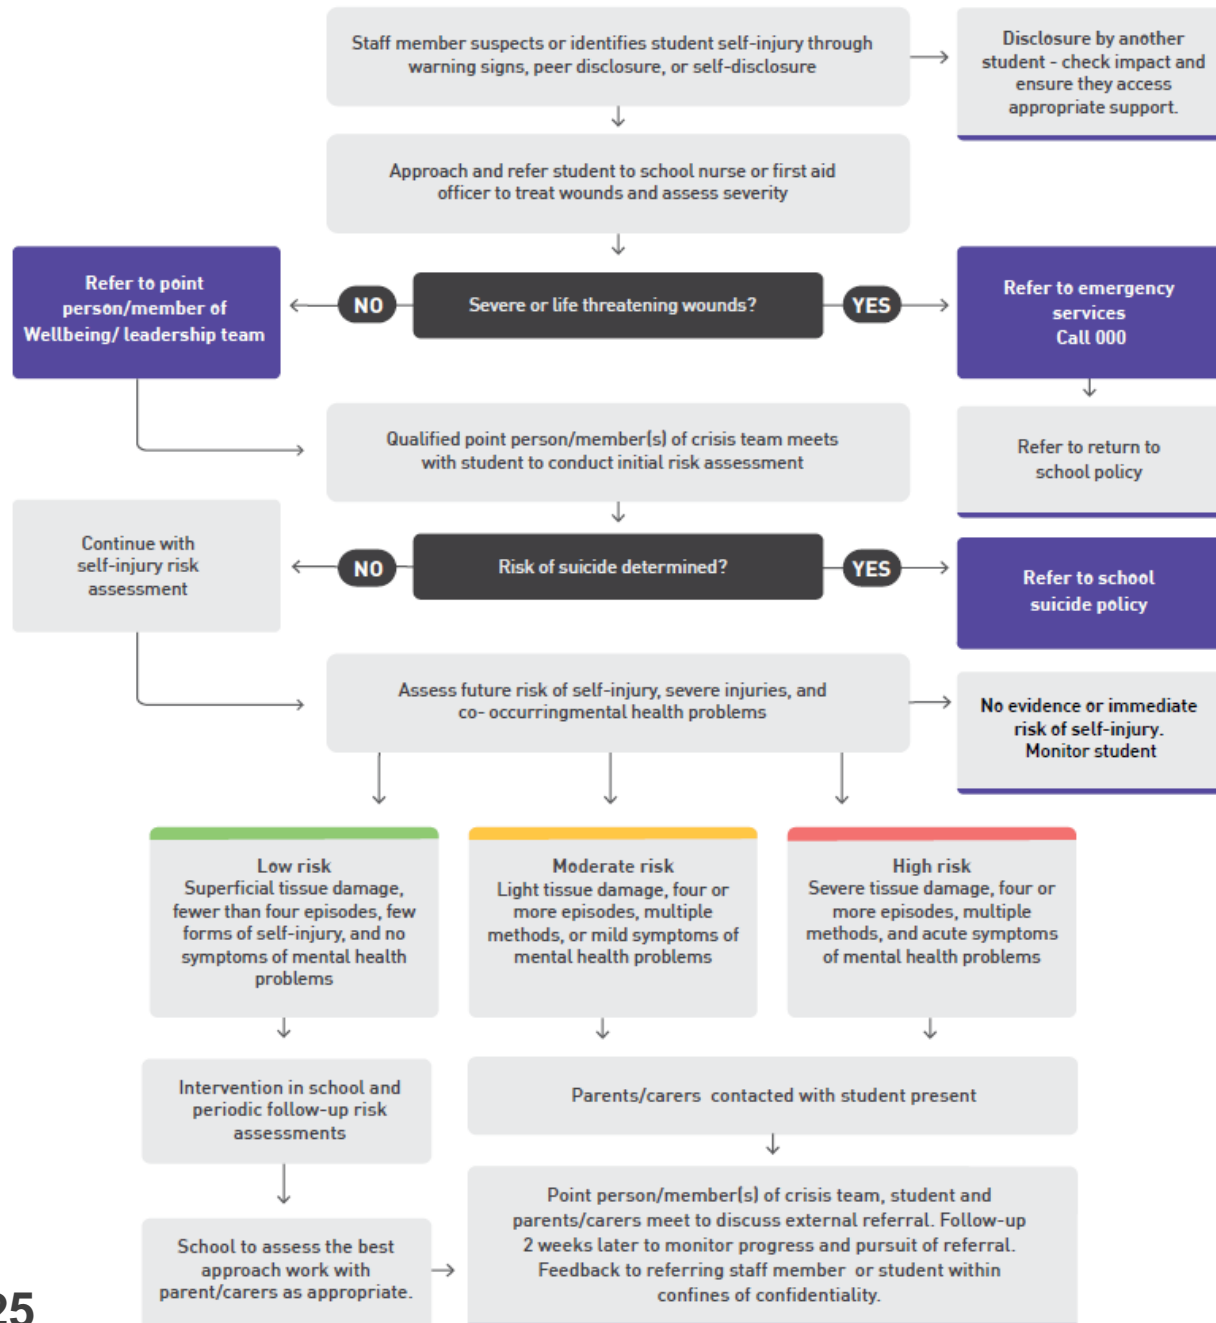 Staff member suspects or identifies student self-injury through
warning signs, peer disclosure, or self-disclosure
Disclosure by another
student - check impact and
ensure they access
appropriate support.
Approach and refer student to school nurse or first aid
officer to treat wounds and assess severity
Refer to point
person/member of
Wellbeing/ leadership team
NO
Severe or life threatening wounds?
YES
Refer to emergency
services
Call 000
Qualified point person/member(s) of crisis team meets
with student to conduct initial risk assessment
Refer to return to
school policy
Continue with
self-injury risk
assessment
NO
Risk of suicide determined?
YES
Refer to school
suicide policy
Assess future risk of self-injury, severe injuries, and
co- occurringmental health problems
No evidence or immediate
risk of self-injury.
Monitor student
Low risk
Superficial tissue damage,
fewer than four episodes, few
forms of self-injury, and no
symptoms of mental health
problems
Moderate risk
Light tissue damage, four or
more episodes, multiple
methods, or mild symptoms of
mental health problems
High risk
Severe tissue damage, four or
more episodes, multiple
methods, and acute symptoms
of mental health problems
Intervention in school and
periodic follow-up risk
assessments
Parents/carers contacted with student present
School to assess the best
approach work with
parent/carers as appropriate.
Point person/member(s) of crisis team, student and
parents/carers meet to discuss external referral. Follow-up
2 weeks later to monitor progress and pursuit of referral.
Feedback to referring staff member or student within
confines of confidentiality.
25